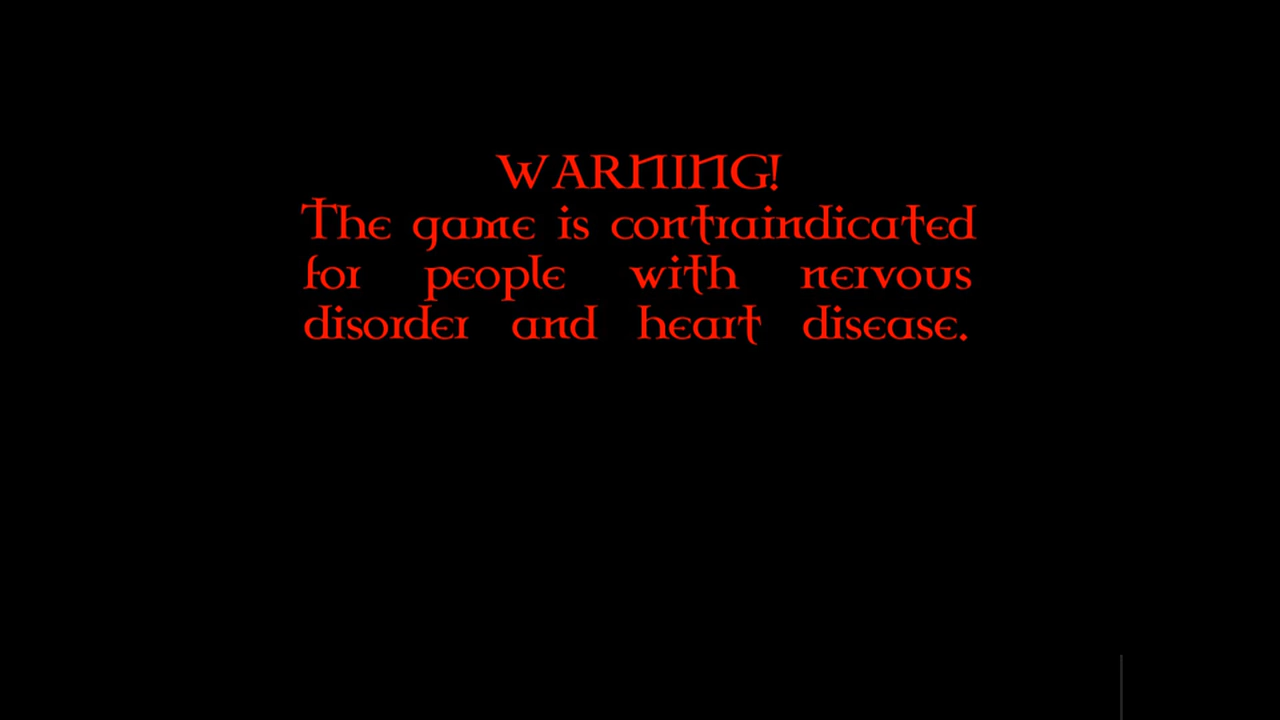 WARNING!
The game is contraindicated
for people with nervous
disorder and heart disease.